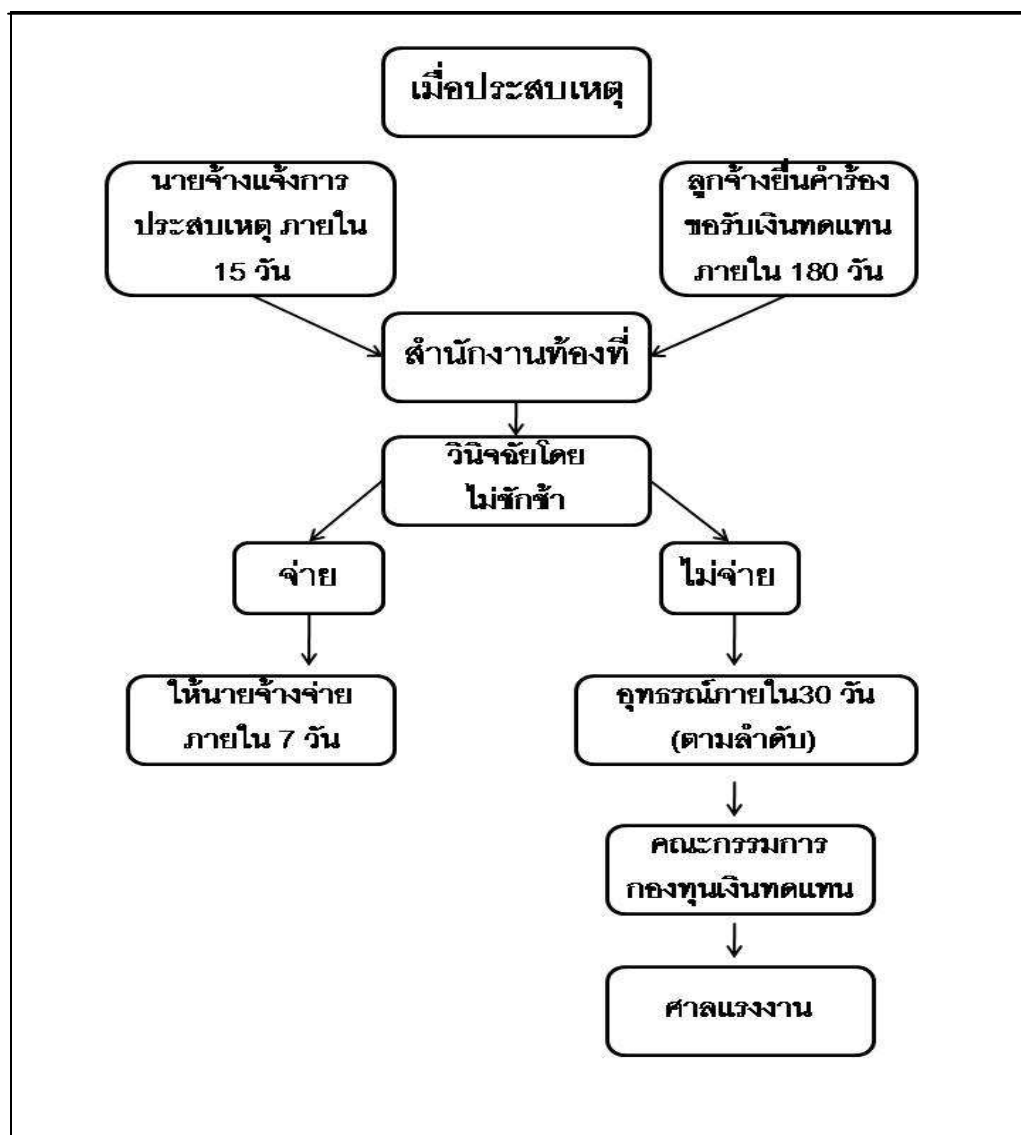 เมื่อประสบเหตุ
นายจ้างแจ้งการ
ประสบเหตุ ภายใน
15 วัน
ลูกจ้างยื่นคำร้อง
ขอรับเงินทดแทน
ภายใน 180 วัน
สำนักงานท้องที่
วินิจฉัยโดย
ไม่ชักช้า
จ่าย
ไม่จ่าย
ให้นายจ้างจ่าย
ภายใน 7 วัน
อุทธรณ์ภายใน30 วัน
(ตามลำดับ)
คณะกรรมการ
กองทุนเงินทดแทน
ศาลแรงงาน